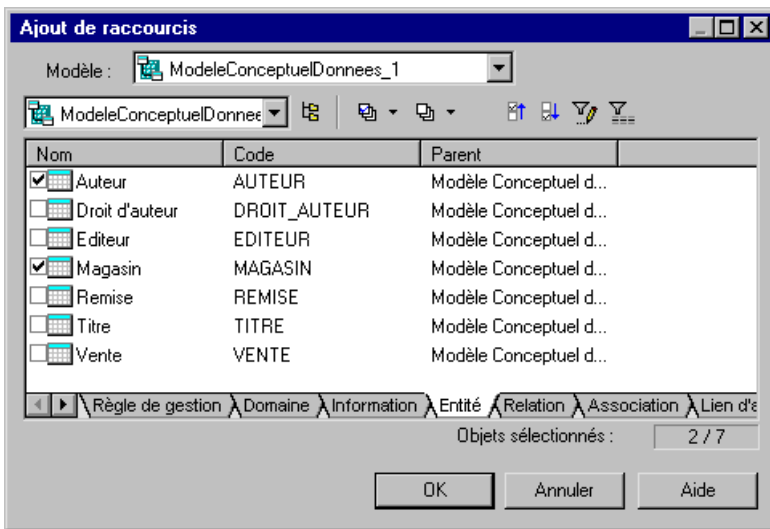 Ajout de raccourcis
Modèle : ModeleConceptuelDonnees_1
ModeleConceptuelDonnee
Nom Code Parent
Auteur AUTEUR Modèle Conceptuel d...
Droit d'auteur DROIT_AUTEUR Modèle Conceptuel d...
Editeur EDITEUR Modèle Conceptuel d...
Magasin MAGASIN Modèle Conceptuel d...
Remise REMISE Modèle Conceptuel d...
Titre TITRE Modèle Conceptuel d...
Vente VENTE Modèle Conceptuel d...
Règle de gestion Domaine Information Entité Relation Association Lien d'a
Objets sélectionnés : 2 / 7
OK Annuler Aide